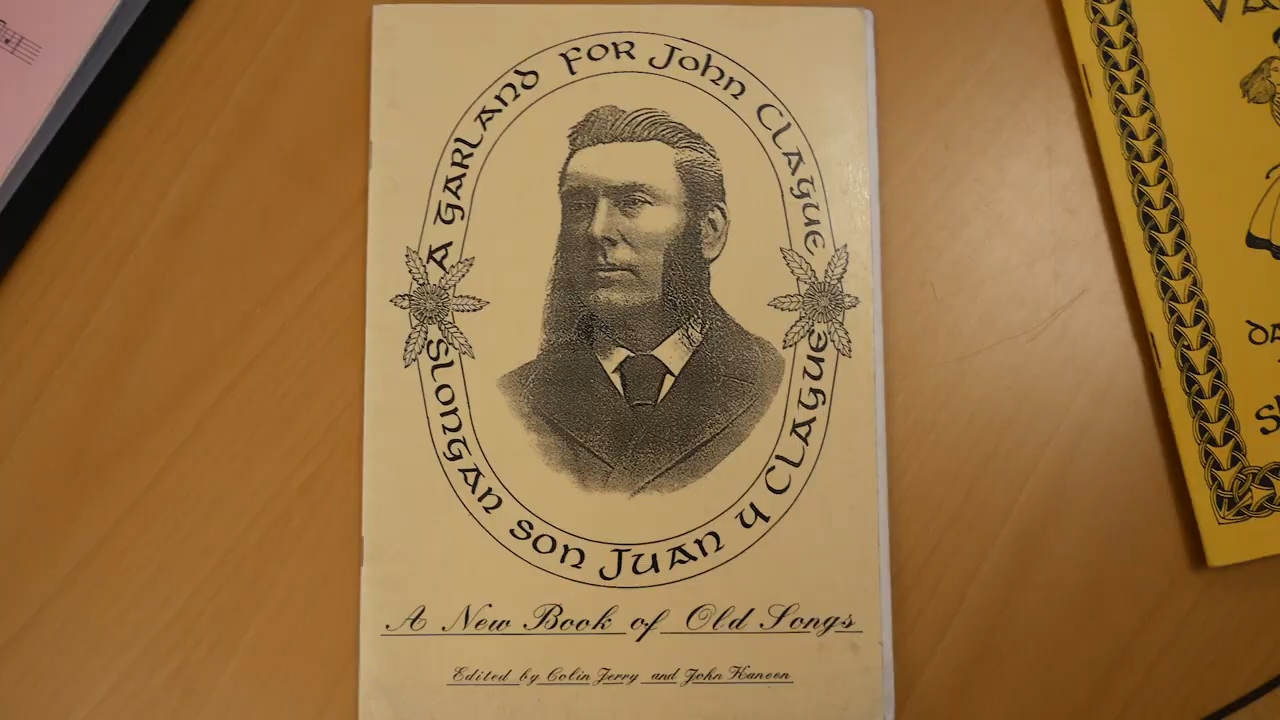 A GARLAND FOR JOHN CLAGUE
SLONGAN SON JUAN Y CLAGUE
A New Book of Old Songs
Edited by Colin Jerry and John Kaneen